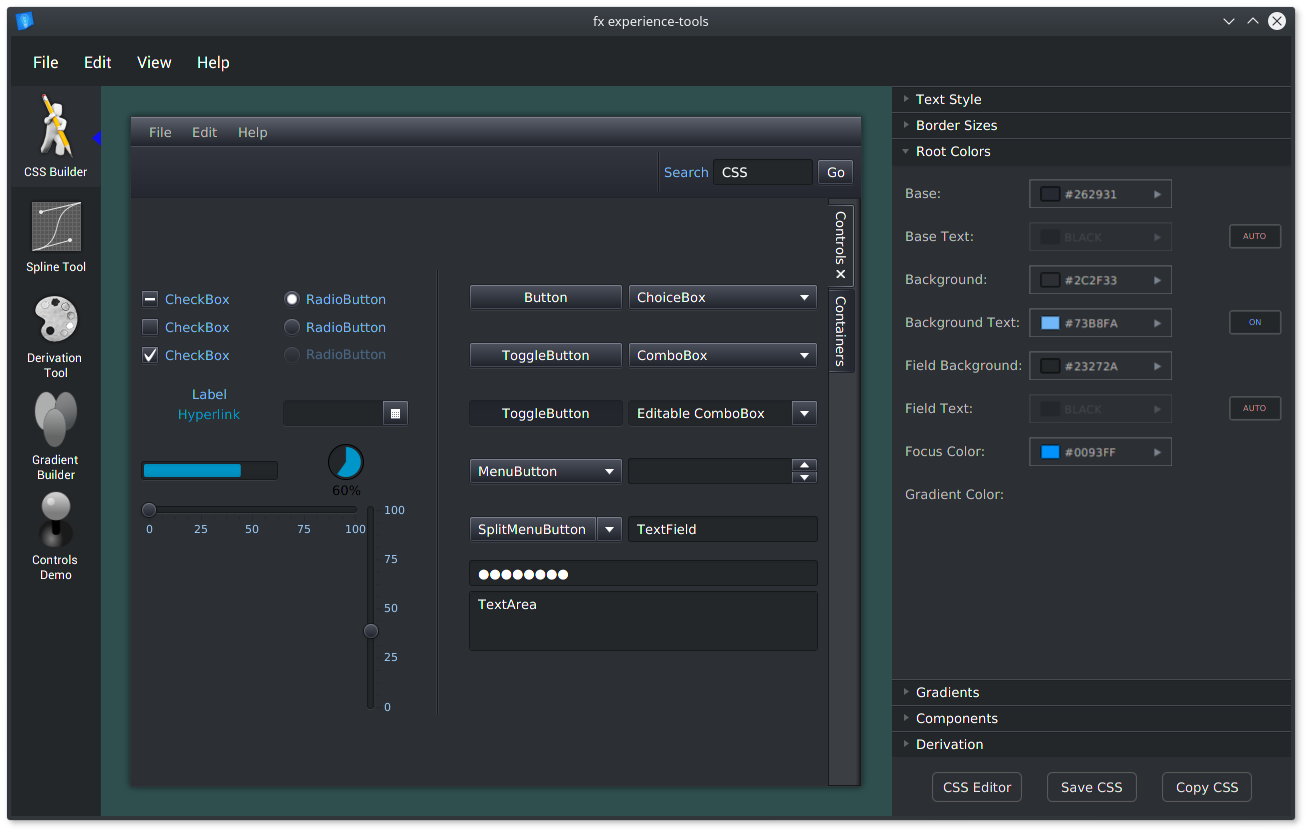 fx experience-tools
File Edit View Help
CSS Builder
Spline Tool
Derivation
Tool
Gradient
Builder
Controls
Demo
File Edit Help
Search CSS Go
Controls
Containers
CheckBox RadioButton
CheckBox RadioButton
CheckBox RadioButton
Label
Hyperlink
60%
0 25 50 75 100
100
75
50
25
0
Button ChoiceBox
ToggleButton ComboBox
ToggleButton Editable ComboBox
MenuButton
SplitMenuButton TextField
TextArea
Text Style
Border Sizes
Root Colors
Base: #262931
Base Text: BLACK AUTO
Background: #2C2F33
Background Text: #73B8FA ON
Field Background: #23272A
Field Text: BLACK AUTO
Focus Color: #0093FF
Gradient Color:
Gradients
Components
Derivation
CSS Editor Save CSS Copy CSS